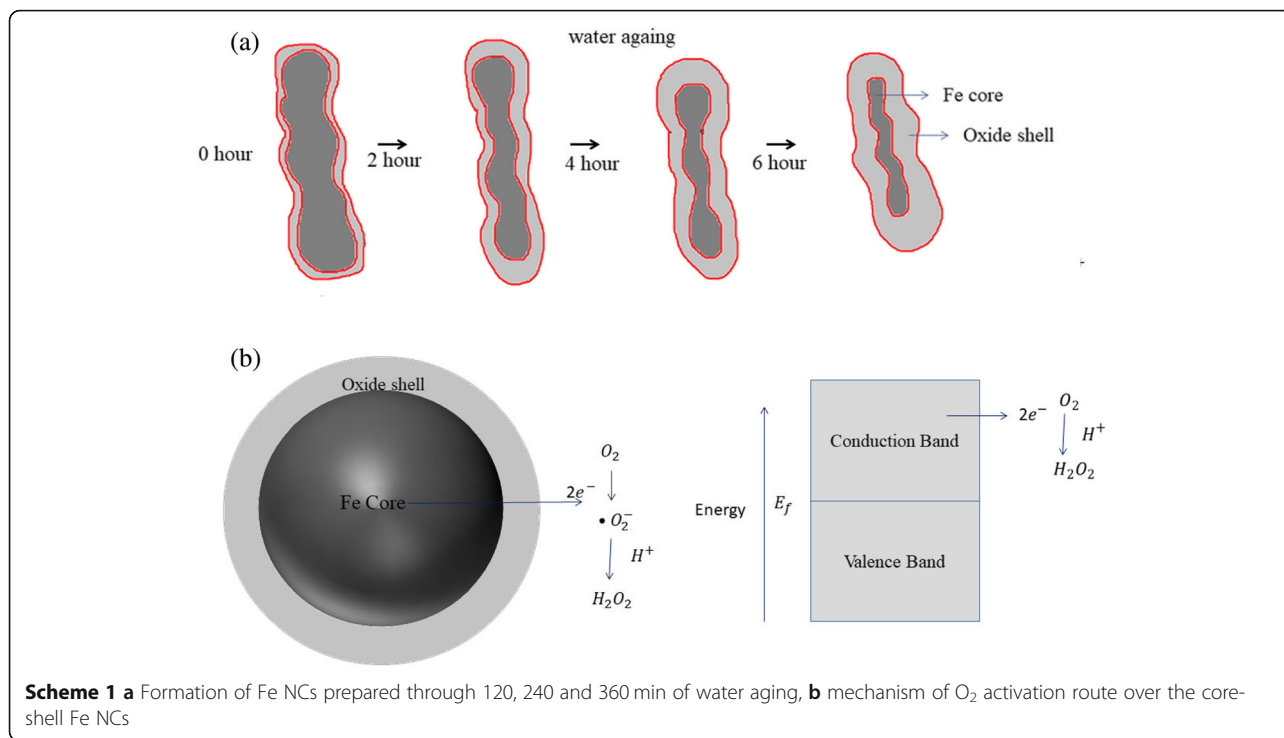 (a)
water againg
0 hour
2 hour
4 hour
6 hour
Fe core
Oxide shell
+
(b)
Oxide shell
Fe Core
2e⁻
O₂
• O₂⁻
H⁺
H₂O₂
Energy
E_f
Conduction Band
Valence Band
2e⁻
O₂
H⁺
H₂O₂
Scheme 1 a Formation of Fe NCs prepared through 120, 240 and 360 min of water aging, b mechanism of O₂ activation route over the core-
shell Fe NCs